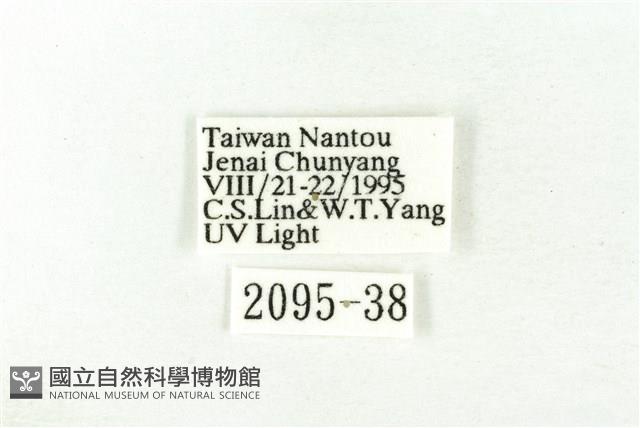 Taiwan Nantou
Jenai Chunyang
VIII/21-22/1995
C.S.Lin&W.T.Yang
UV Light
2095-38
國立自然科學博物館
NATIONAL MUSEUM OF NATURAL SCIENCE